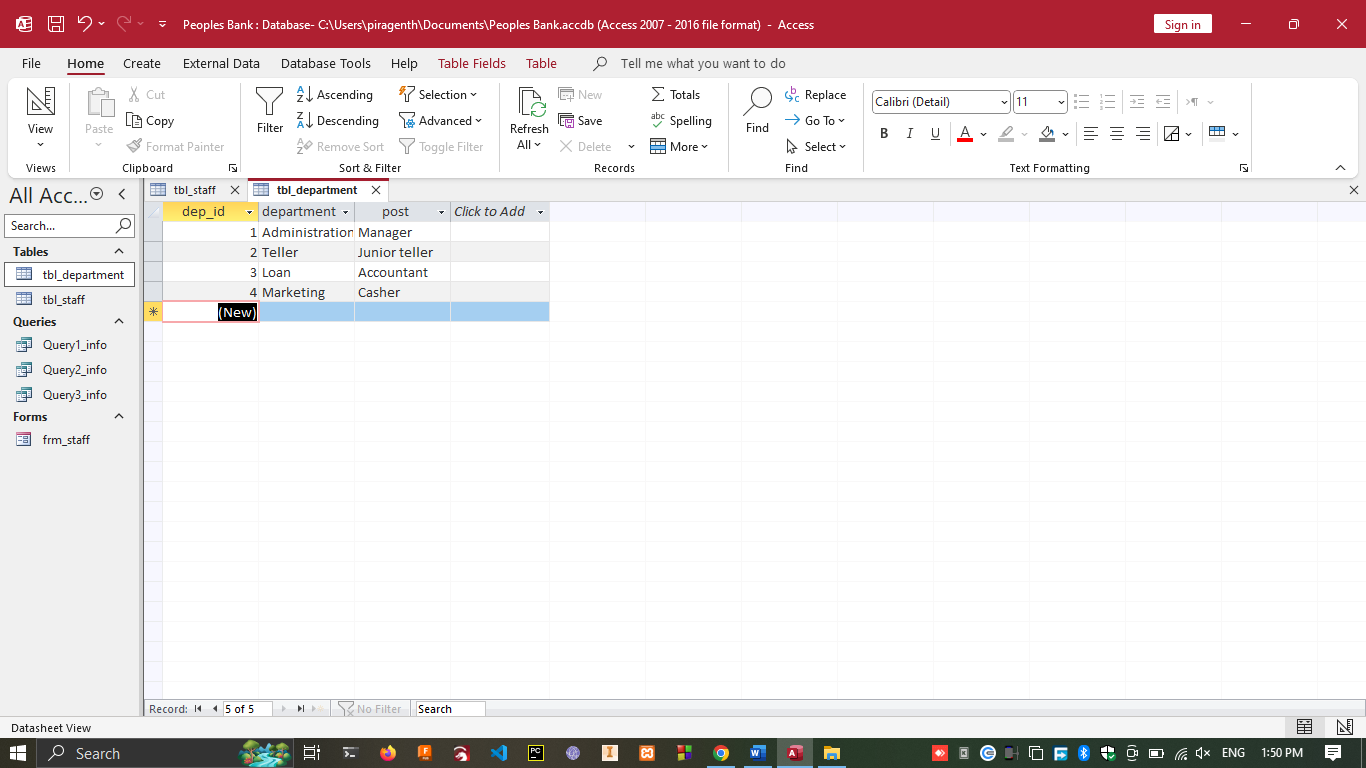 Peoples Bank : Database- C:\Users\piragenth\Documents\Peoples Bank.accdb (Access 2007 - 2016 file format) - Access
Sign in
File Home Create External Data Database Tools Help Table Fields Table Tell me what you want to do
View
Views
Paste
Cut
Copy
Format Painter
Clipboard
Filter
Ascending
Descending
Remove Sort
Selection
Advanced
Toggle Filter
Sort & Filter
Refresh
All
New
Save
Delete
Totals
Spelling
More
Records
Find
Replace
Go To
Select
Find
Calibri (Detail) 11
B I U A
Text Formatting
All Acc...
Search...
Tables
tbl_department
tbl_staff
Queries
Query1_info
Query2_info
Query3_info
Forms
frm_staff
tbl_staff tbl_department
dep_id department post Click to Add
1 Administration Manager
2 Teller Junior teller
3 Loan Accountant
4 Marketing Casher
(New)
Record: 5 of 5 No Filter Search
Datasheet View
Search
ENG 1:50 PM